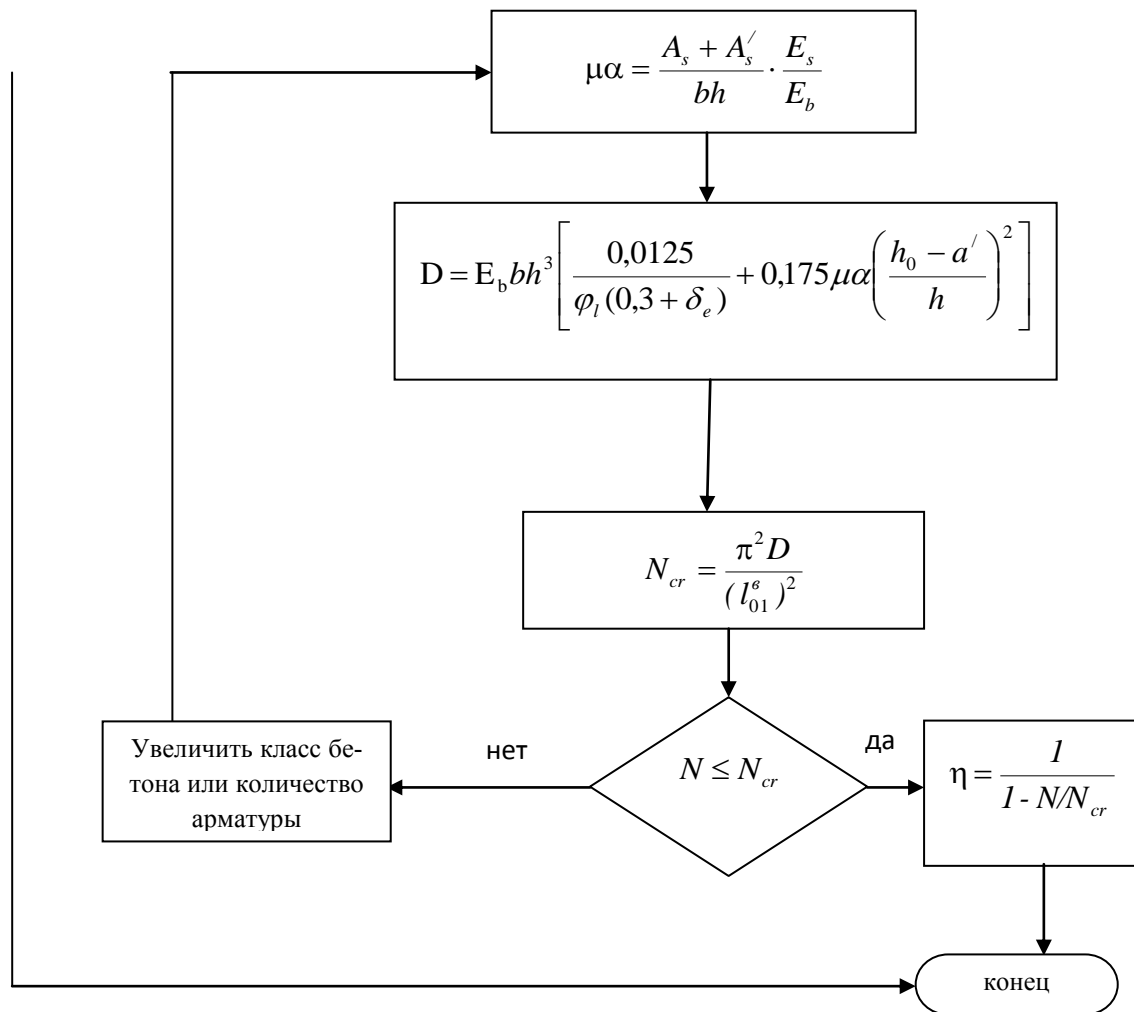 μα = (A_s + A_s^/)/(bh) · E_s/E_b
D = E_b bh^3 [ 0,0125/(φ_l (0,3 + δ_e)) + 0,175μα ((h_0 − a^/)/h)^2 ]
N_cr = π^2 D/(l_01^в)^2
Увеличить класс бе-
тона или количество
арматуры
нет
N ≤ N_cr
да
η = 1/(1 - N/N_cr)
конец